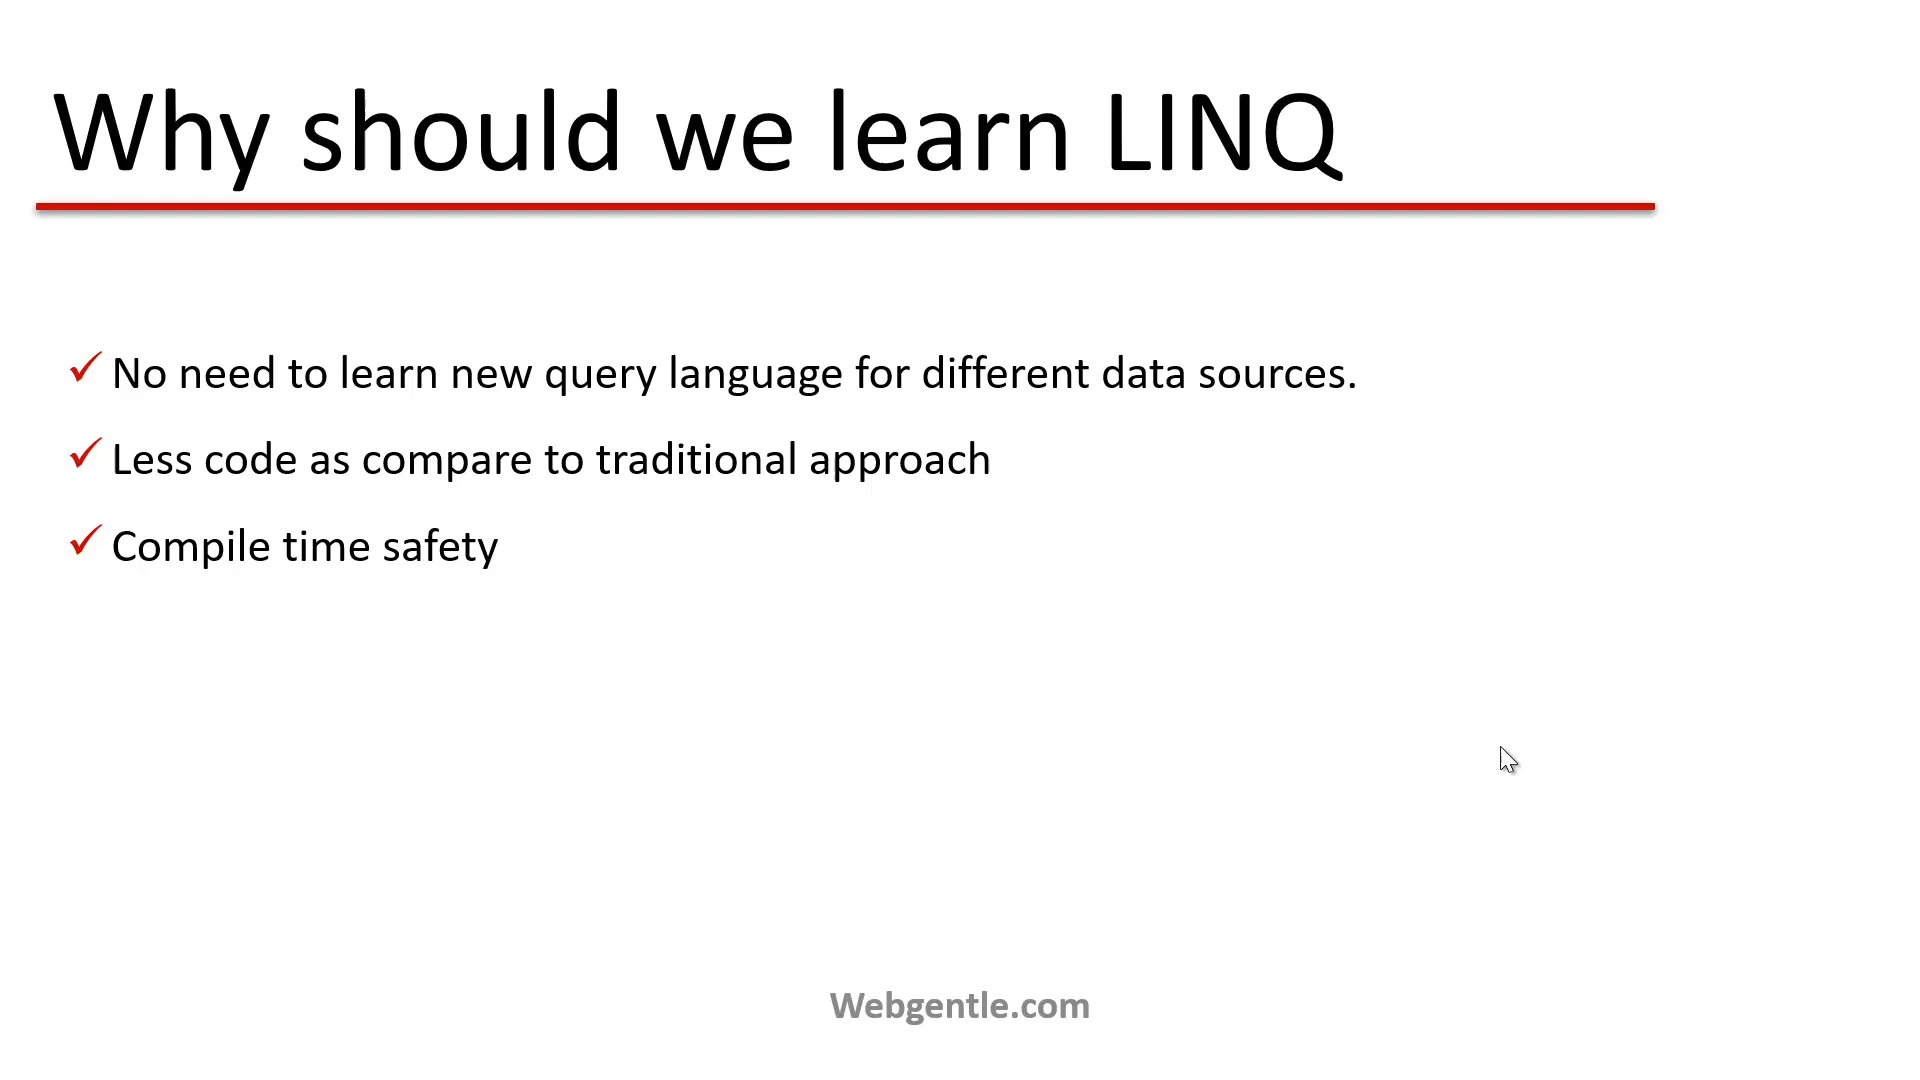 Why should we learn LINQ
No need to learn new query language for different data sources.
Less code as compare to traditional approach
Compile time safety
Webgentle.com